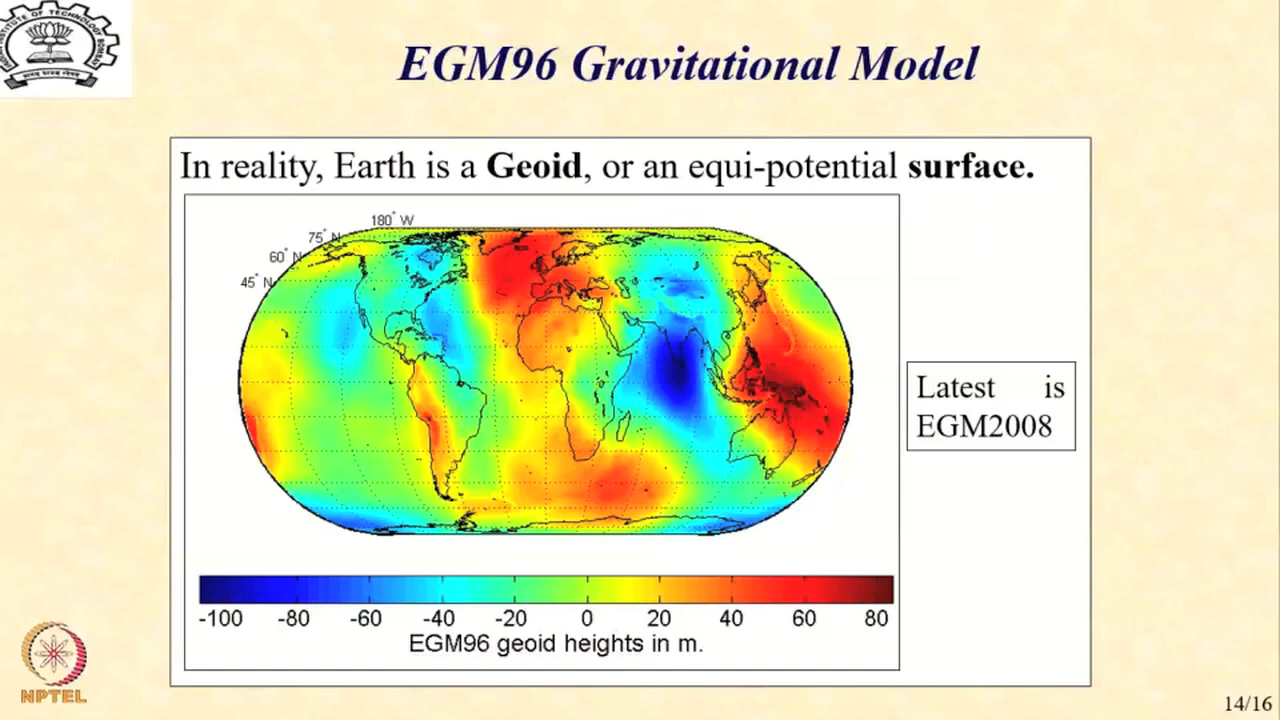 EGM96 Gravitational Model
In reality, Earth is a Geoid, or an equi-potential surface.
180° W
75° N
60° N
45° N
Latest is
EGM2008
-100 -80 -60 -40 -20 0 20 40 60 80
EGM96 geoid heights in m.
NPTEL
14/16